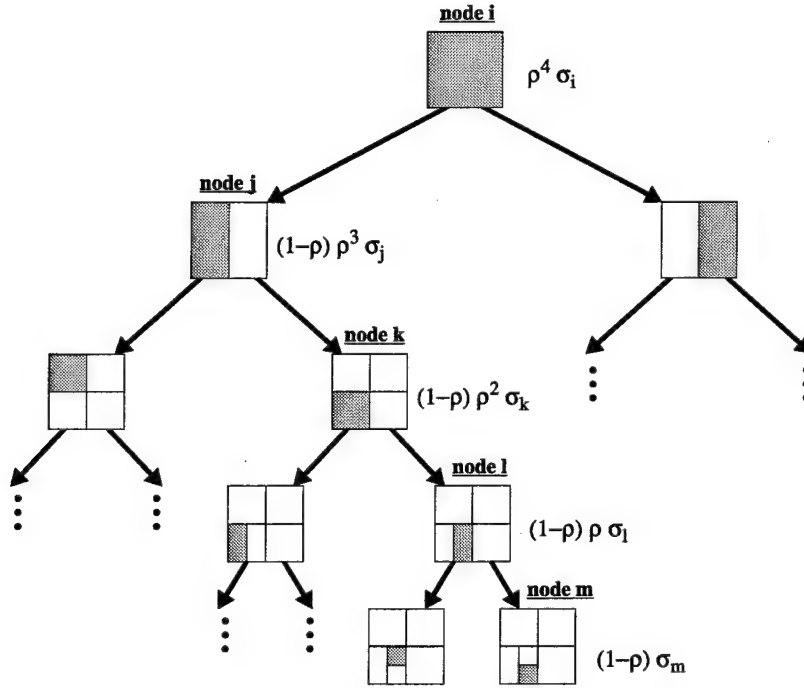 node i
ρ⁴ σᵢ
node j
(1−ρ) ρ³ σⱼ
node k
(1−ρ) ρ² σₖ
node l
(1−ρ) ρ σₗ
node m
(1−ρ) σₘ